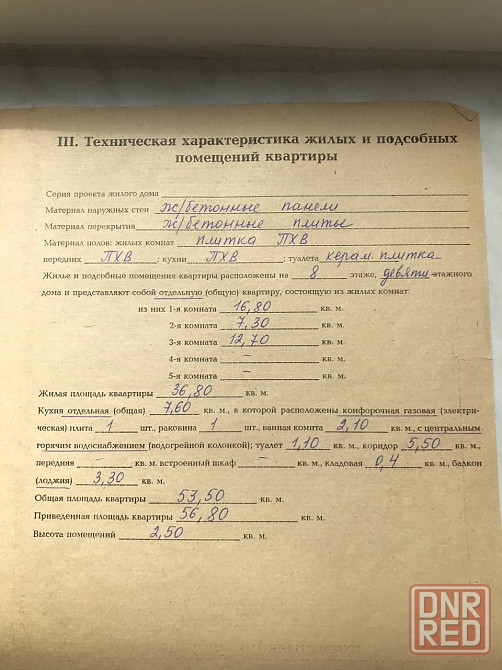 III. Техническая характеристика жилых и подсобных
помещений квартиры
Серия проекта жилого дома
Материал наружных стен ж/бетонные панели
Материал перекрытия ж/бетонные плиты
Материал полов: жилых комнат плитка ПХВ
передних ПХВ ; кухни ПХВ ; туалета керам. плитка
Жилые и подсобные помещения квартиры расположены на 8 этаже, девяти-этажного
дома и представляют собой отдельную (общую) квартиру, состоящую из жилых комнат:
из них 1-я комната 16,80 кв. м.
2-я комната 7,30 кв. м.
3-я комната 12,70 кв. м.
4-я комната – кв. м.
5-я комната – кв. м.
Жилая площадь кваартиры 36,80 кв. м.
Кухня отдельная (общая) 7,60 кв. м., в которой расположены конфорочная газовая (электри-
ческая) плита 1 шт., раковина 1 шт., ванная комита 2,10 кв. м., с центральным
горячим водоснабжением (водогрейной колонкой); туалет 1,10 кв. м., коридор 5,50 кв. м.,
передняя – кв. м. встроенный шкаф – кв. м., кладовая 0,4 кв. м., балкон
(лоджия) 3,30 кв. м.
Общая площадь квартиры 53,50 кв. м.
Приведенная площадь квартиры 56,80 кв. м.
Высота помещений 2,50 кв. м.
DNR
RED